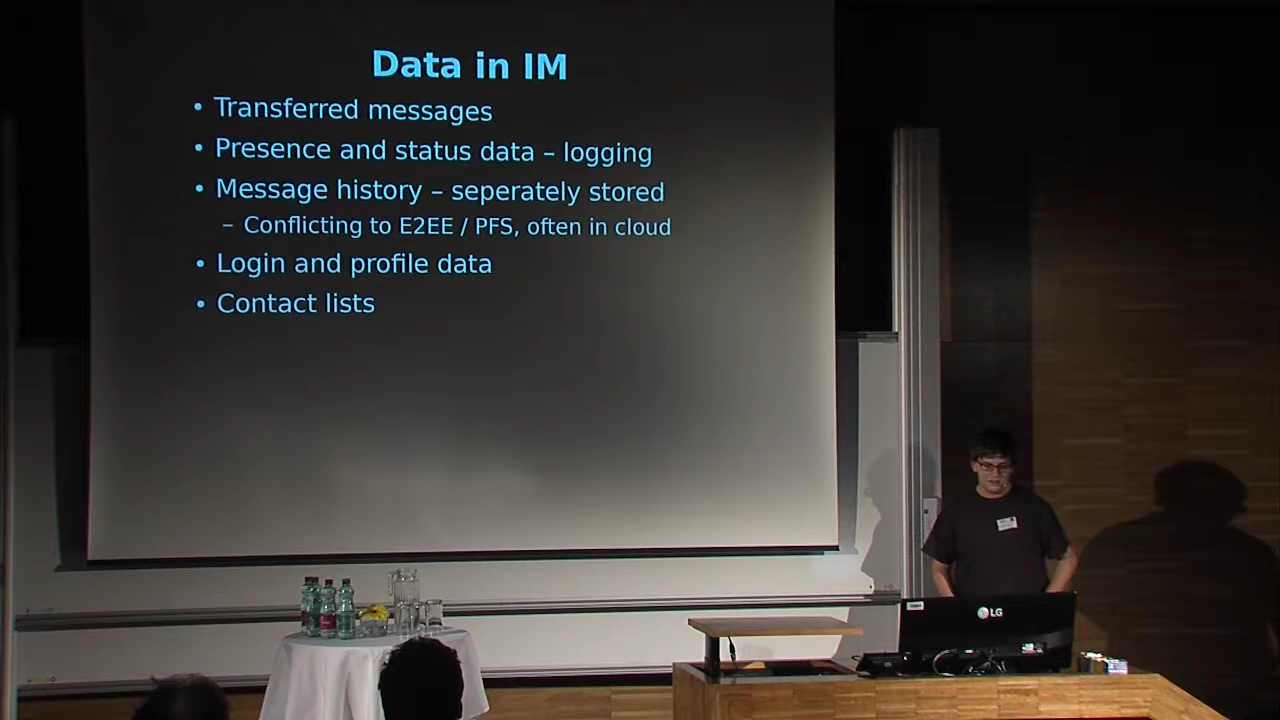 Data in IM
• Transferred messages
• Presence and status data – logging
• Message history – seperately stored
– Conflicting to E2EE / PFS, often in cloud
• Login and profile data
• Contact lists
LG